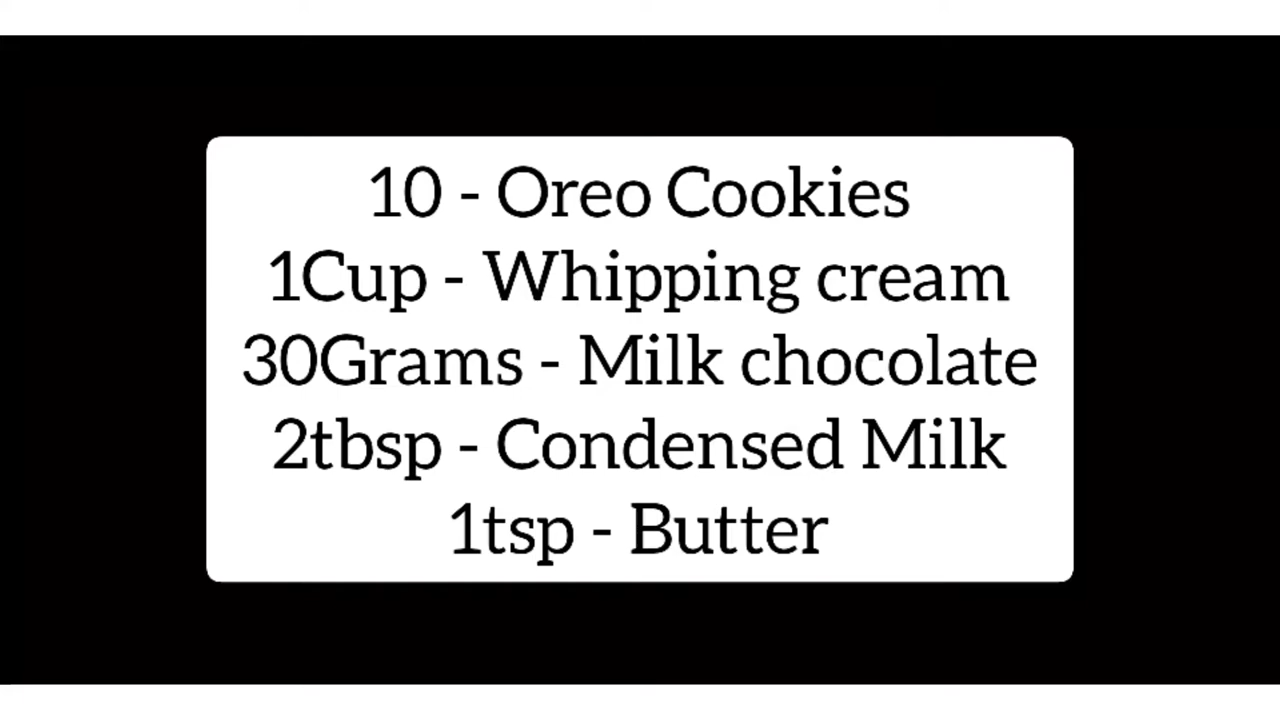 10 - Oreo Cookies
1Cup - Whipping cream
30Grams - Milk chocolate
2tbsp - Condensed Milk
1tsp - Butter